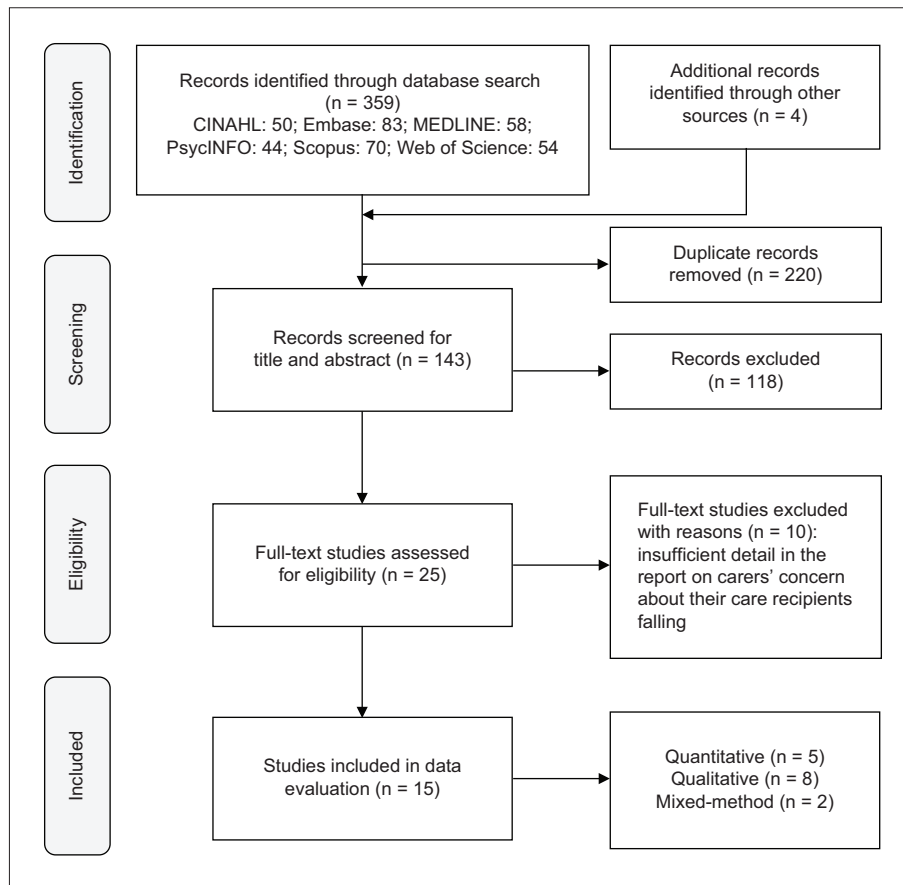 Identification
Records identified through database search
(n = 359)
CINAHL: 50; Embase: 83; MEDLINE: 58;
PsycINFO: 44; Scopus: 70; Web of Science: 54
Additional records
identified through other
sources (n = 4)
Screening
Duplicate records
removed (n = 220)
Records screened for
title and abstract (n = 143)
Records excluded
(n = 118)
Eligibility
Full-text studies assessed
for eligibility (n = 25)
Full-text studies excluded
with reasons (n = 10):
insufficient detail in the
report on carers’ concern
about their care recipients
falling
Included
Studies included in data
evaluation (n = 15)
Quantitative (n = 5)
Qualitative (n = 8)
Mixed-method (n = 2)